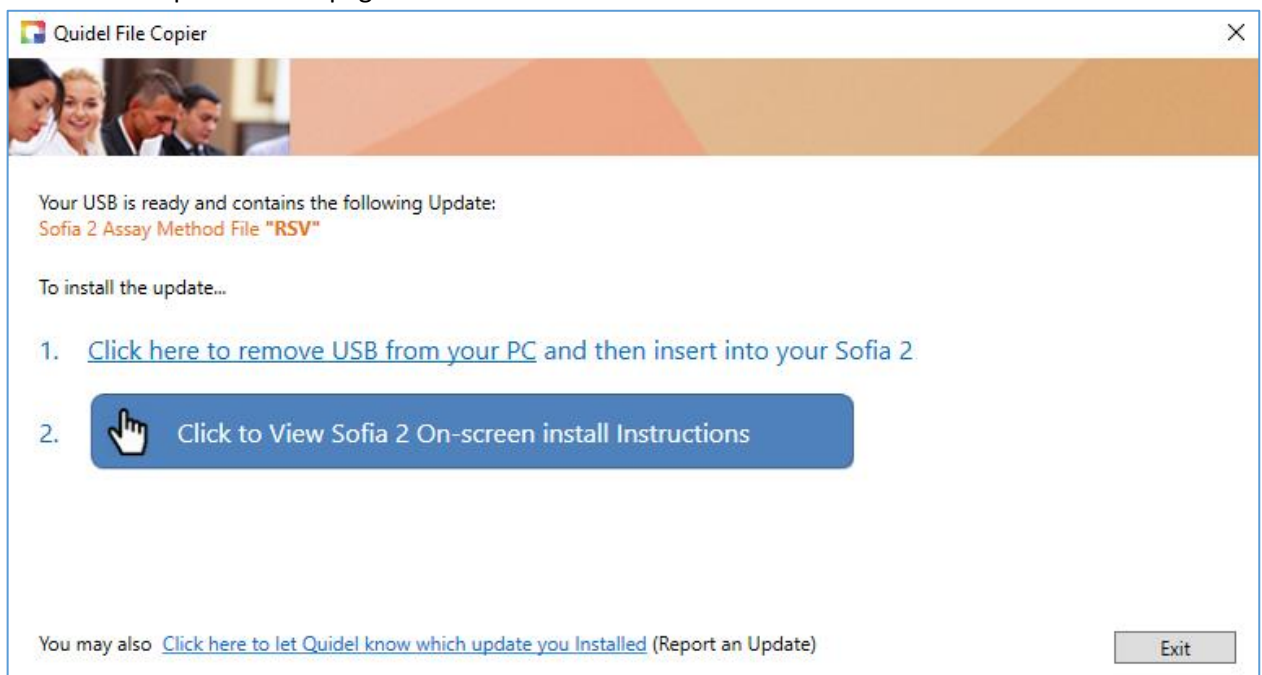 Quidel File Copier
Your USB is ready and contains the following Update:
Sofia 2 Assay Method File "RSV"
To install the update...
1. Click here to remove USB from your PC and then insert into your Sofia 2
2. Click to View Sofia 2 On-screen install Instructions
You may also Click here to let Quidel know which update you Installed (Report an Update)
Exit